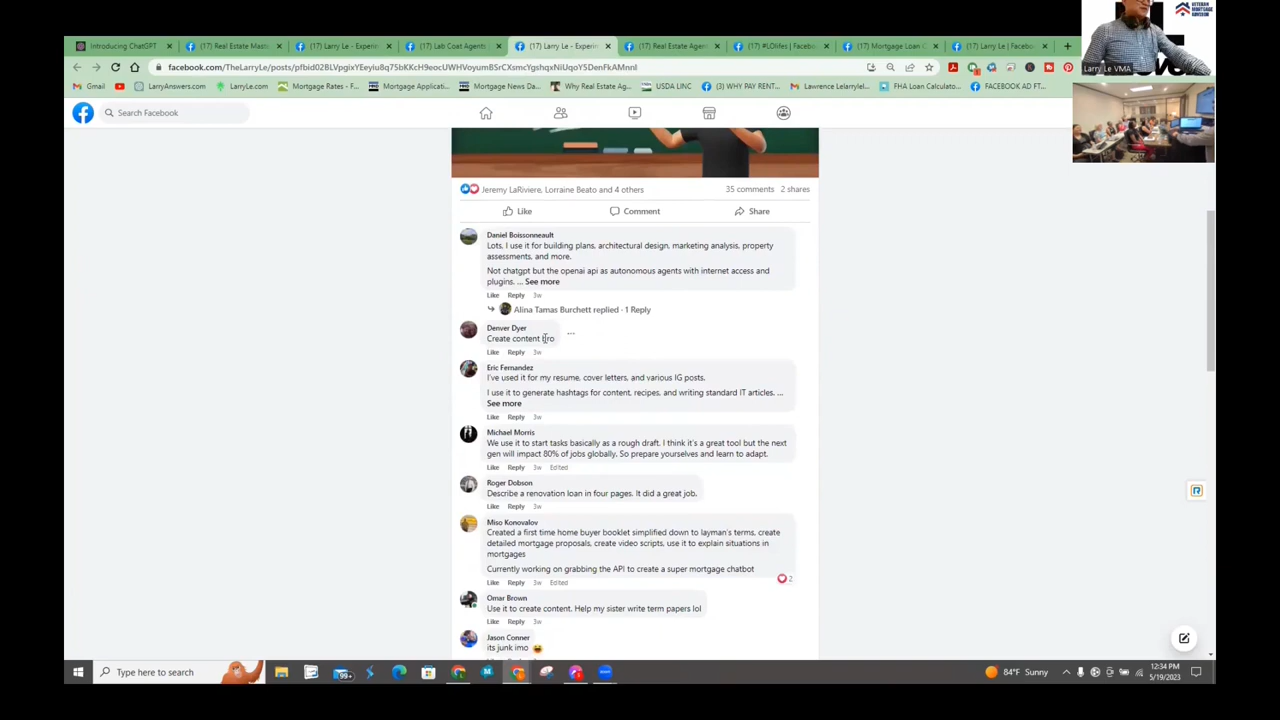 VETERAN
MORTGAGE
Larry Le VMA
Introducing ChatGPT
(17) Real Estate Mast
(17) Larry Le - Experim
(17) Lab Coat Agents
(17) Larry Le - Experim
(17) Real Estate Agen
(17) #LOlifes | Facebook
(17) Mortgage Loan O
(17) Larry Le | Facebook
facebook.com/TheLarryLe/posts/pfbid02BLVpgixYEeyiu8q75bKKcH9eocUWHVoyumBSrCXsmcYgshqxNiUqoY5DenFkAmnl
Gmail
LarryAnswers.com
LarryLe.com
Mortgage Rates - F...
Mortgage Applicat...
Mortgage News Da...
Why Real Estate Ag...
USDA LINC
(3) WHY PAY RENT...
Lawrence Lelarrylel...
FHA Loan Calculato...
FACEBOOK AD FT...
Search Facebook
Jeremy LaRiviere, Lorraine Beato and 4 others
35 comments 2 shares
Like
Comment
Share
Daniel Boissonneault
Lots, I use it for building plans, architectural design, marketing analysis, property
assessments, and more.
Not chatgpt but the openai api as autonomous agents with internet access and
plugins. ... See more
Like Reply 3w
Alina Tamas Burchett replied · 1 Reply
Denver Dyer
Create content bro
Like Reply 3w
Eric Fernandez
I've used it for my resume, cover letters, and various IG posts.
I use it to generate hashtags for content, recipes, and writing standard IT articles. ...
See more
Like Reply 3w
Michael Morris
We use it to start tasks basically as a rough draft. I think it's a great tool but the next
gen will impact 80% of jobs globally. So prepare yourselves and learn to adapt.
Like Reply 3w Edited
Roger Dobson
Describe a renovation loan in four pages. It did a great job.
Like Reply 3w
Miso Konovalov
Created a first time home buyer booklet simplified down to layman's terms, create
detailed mortgage proposals, create video scripts, use it to explain situations in
mortgages
Currently working on grabbing the API to create a super mortgage chatbot
2
Like Reply 3w Edited
Omar Brown
Use it to create content. Help my sister write term papers lol
Like Reply 3w
Jason Conner
its junk imo
Type here to search
99+
84°F Sunny
12:34 PM
5/19/2023